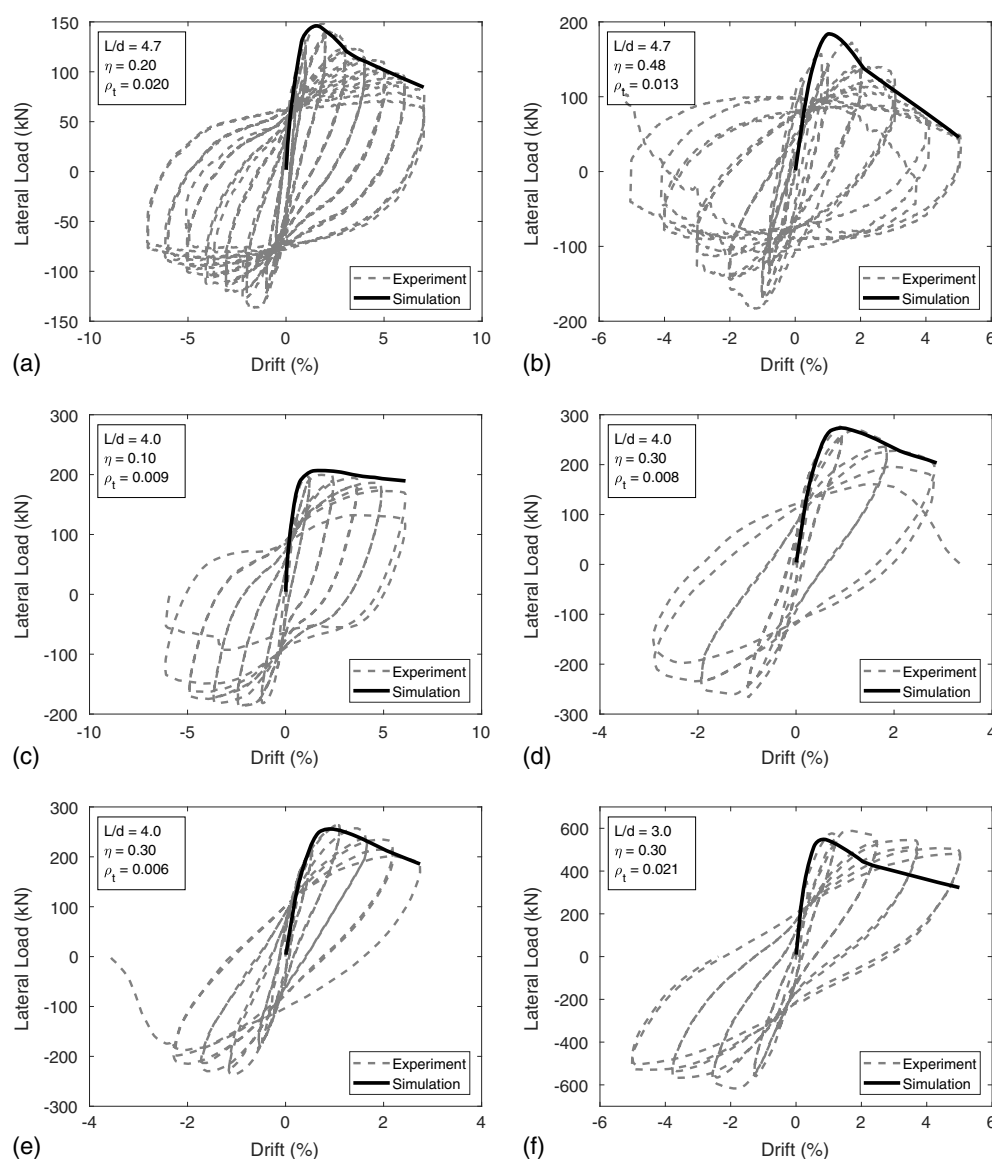 150
100
50
0
-50
-100
-150
Lateral Load (kN)
L/d = 4.7
η = 0.20
ρt = 0.020
Experiment
Simulation
-10 -5 0 5 10
(a) Drift (%)
200
100
0
-100
-200
Lateral Load (kN)
L/d = 4.7
η = 0.48
ρt = 0.013
Experiment
Simulation
-6 -4 -2 0 2 4 6
(b) Drift (%)
300
200
100
0
-100
-200
Lateral Load (kN)
L/d = 4.0
η = 0.10
ρt = 0.009
Experiment
Simulation
-10 -5 0 5 10
(c) Drift (%)
300
200
100
0
-100
-200
-300
Lateral Load (kN)
L/d = 4.0
η = 0.30
ρt = 0.008
Experiment
Simulation
-4 -2 0 2 4
(d) Drift (%)
300
200
100
0
-100
-200
-300
Lateral Load (kN)
L/d = 4.0
η = 0.30
ρt = 0.006
Experiment
Simulation
-4 -2 0 2 4
(e) Drift (%)
600
400
200
0
-200
-400
-600
Lateral Load (kN)
L/d = 3.0
η = 0.30
ρt = 0.021
Experiment
Simulation
-6 -4 -2 0 2 4 6
(f) Drift (%)